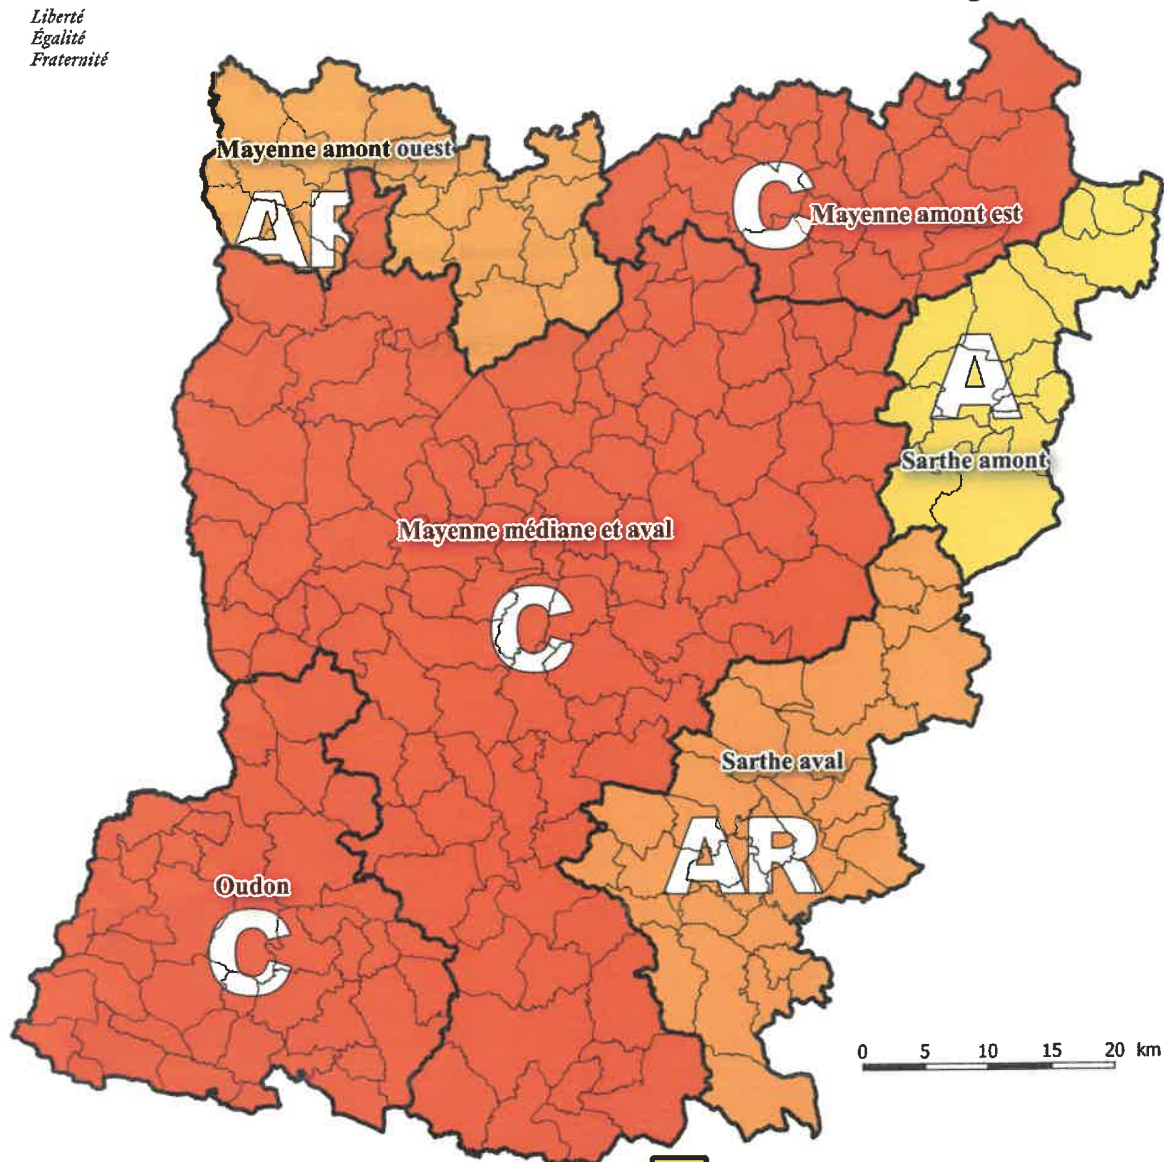 Liberté
Égalité
Fraternité
Mayenne amont ouest
AR
C
Mayenne amont est
A
Sarthe amont
Mayenne médiane et aval
C
Sarthe aval
AR
Oudon
C
0 5 10 15 20 km